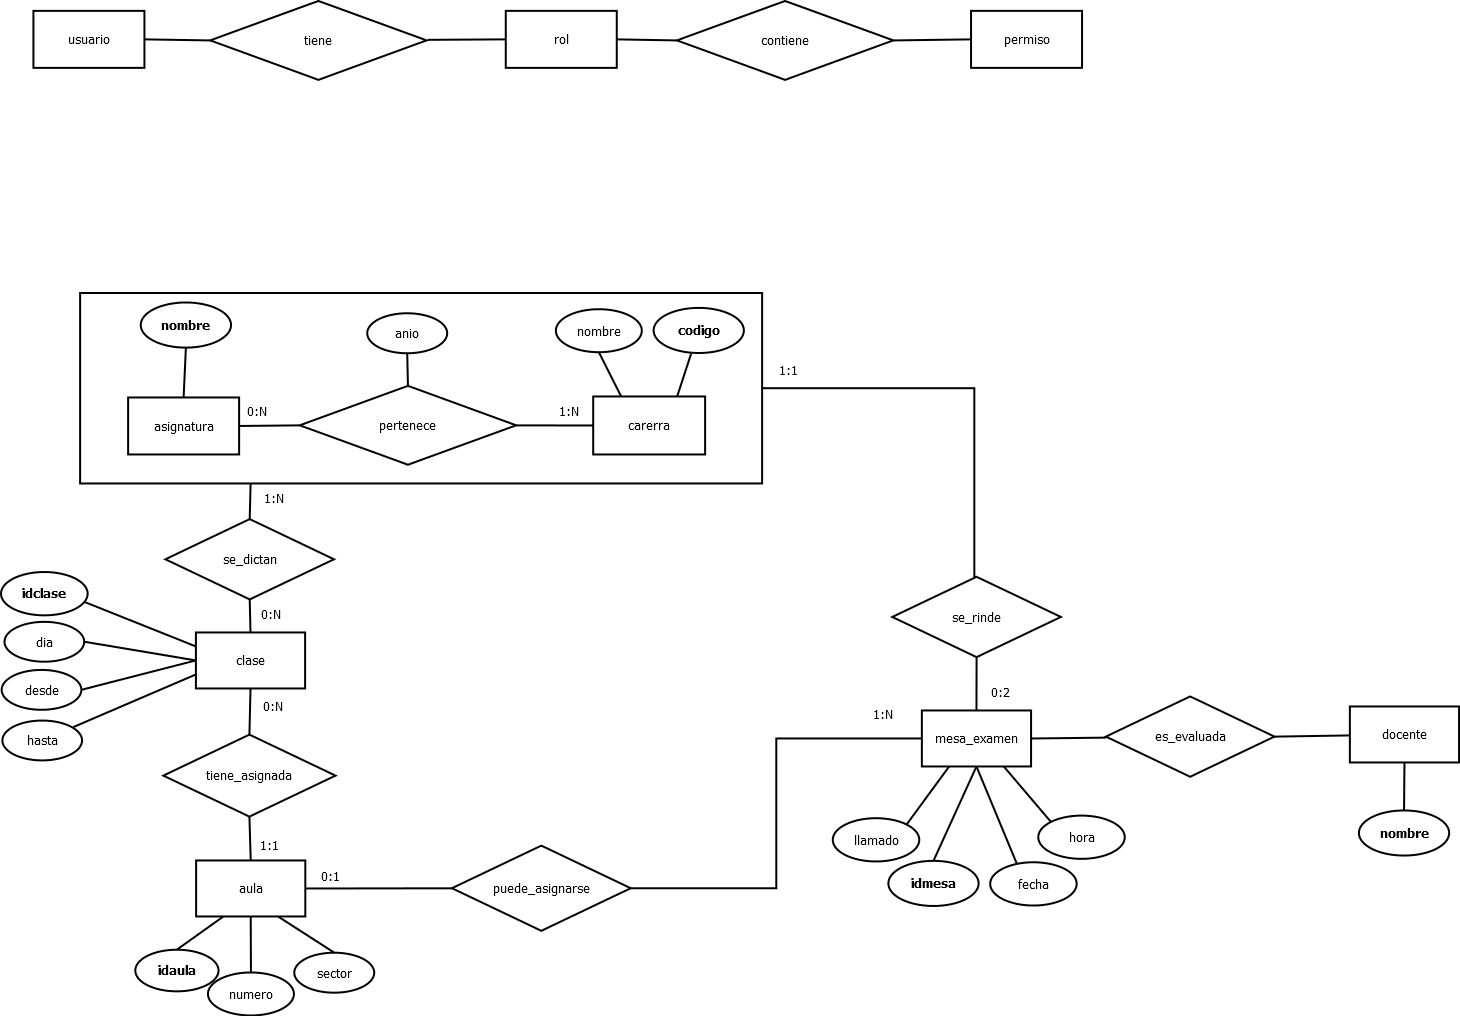 usuario
tiene
rol
contiene
permiso
nombre
anio
nombre
codigo
1:1
asignatura
0:N
pertenece
1:N
carerra
1:N
se_dictan
idclase
0:N
se_rinde
dia
clase
desde
0:2
hasta
0:N
1:N
mesa_examen
es_evaluada
docente
tiene_asignada
1:1
llamado
hora
nombre
aula
0:1
puede_asignarse
idmesa
fecha
idaula
numero
sector